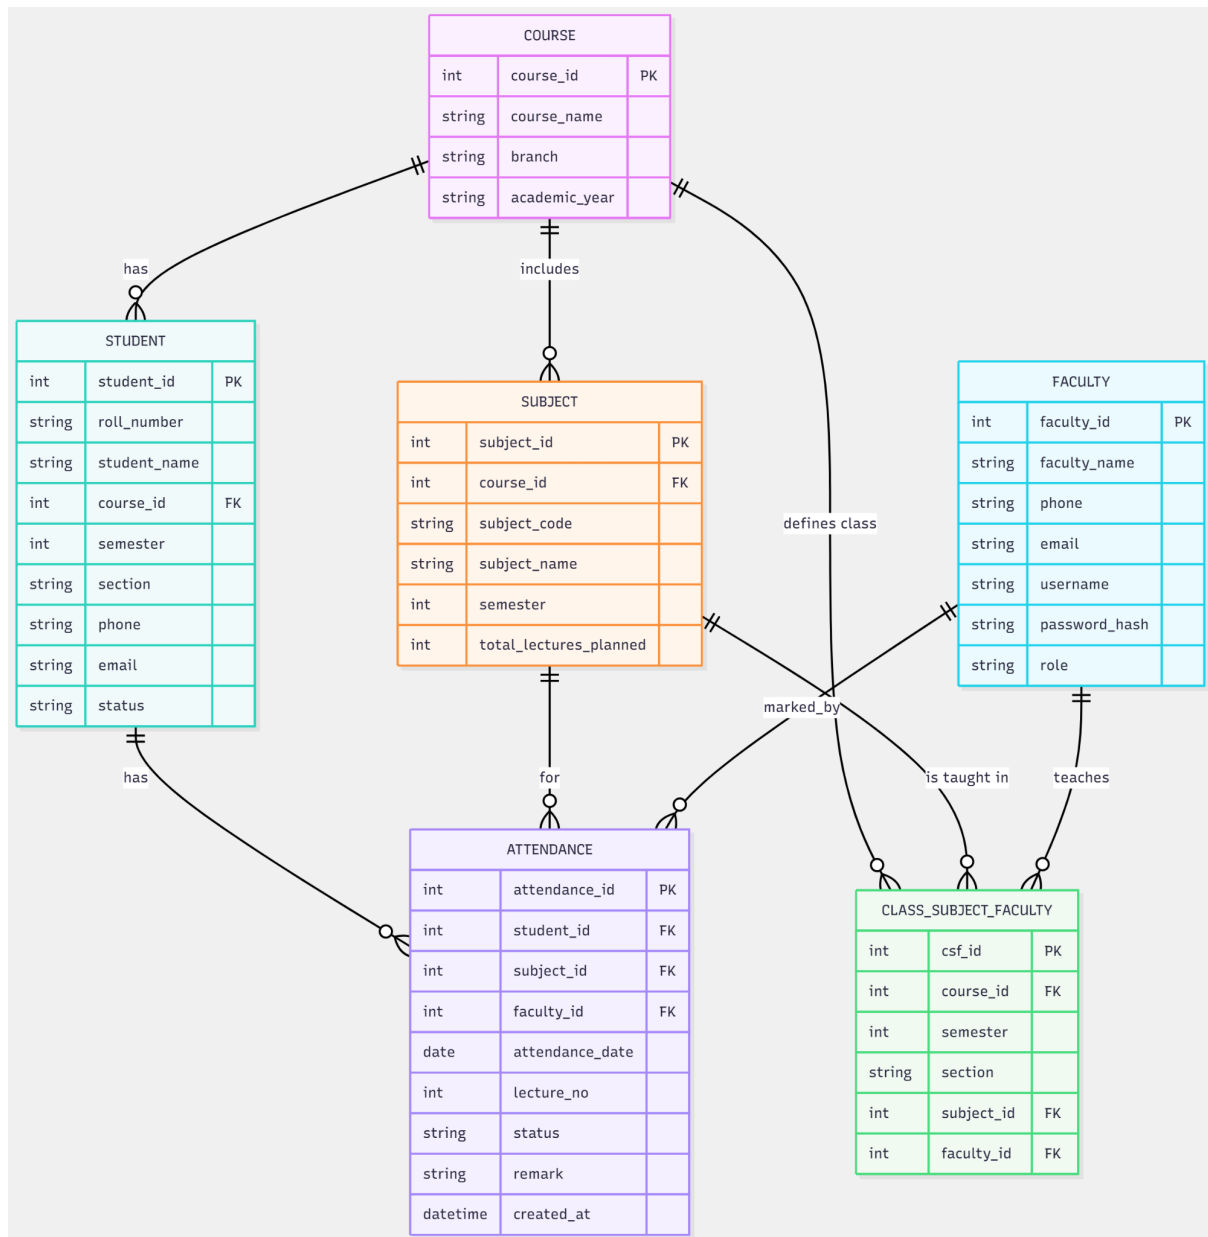 COURSE
int course_id PK
string course_name
string branch
string academic_year
has
includes
STUDENT
int student_id PK
string roll_number
string student_name
int course_id FK
int semester
string section
string phone
string email
string status
SUBJECT
int subject_id PK
int course_id FK
string subject_code
string subject_name
int semester
int total_lectures_planned
FACULTY
int faculty_id PK
string faculty_name
string phone
string email
string username
string password_hash
string role
defines class
marked_by
has
for
is taught in
teaches
ATTENDANCE
int attendance_id PK
int student_id FK
int subject_id FK
int faculty_id FK
date attendance_date
int lecture_no
string status
string remark
datetime created_at
CLASS_SUBJECT_FACULTY
int csf_id PK
int course_id FK
int semester
string section
int subject_id FK
int faculty_id FK